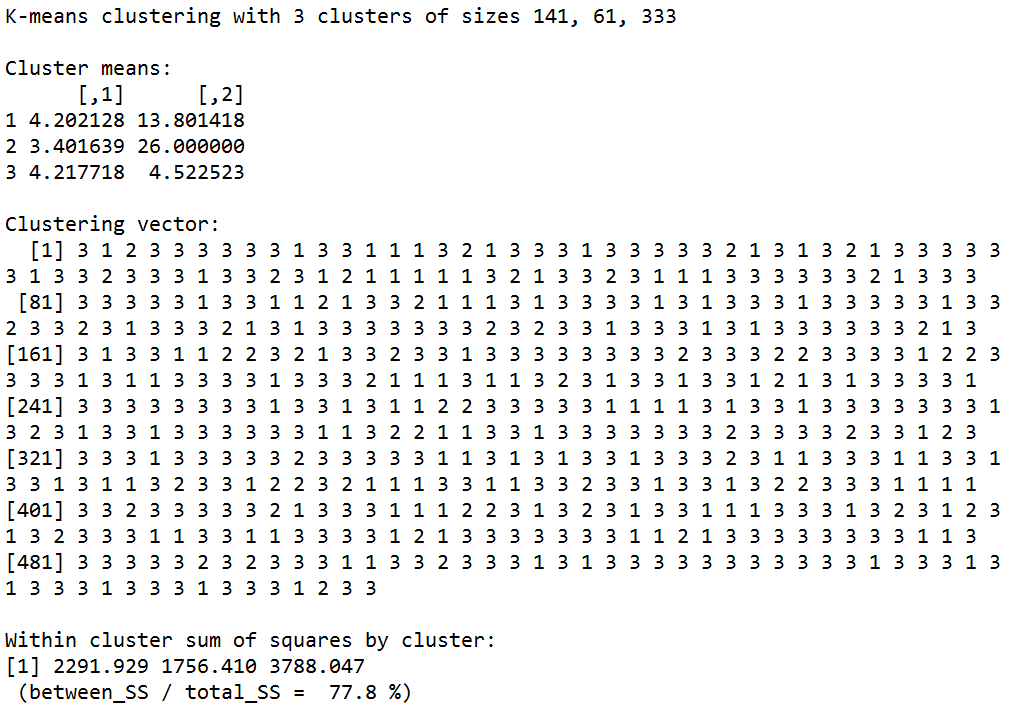 K-means clustering with 3 clusters of sizes 141, 61, 333
Cluster means:
[,1] [,2]
1 4.202128 13.801418
2 3.401639 26.000000
3 4.217718 4.522523
Clustering vector:
[1] 3 1 2 3 3 3 3 3 3 1 3 3 1 1 1 3 2 1 3 3 3 1 3 3 3 3 3 2 1 3 1 3 2 1 3 3 3 3 3
3 1 3 3 2 3 3 3 1 3 3 2 3 1 2 1 1 1 1 1 3 2 1 3 3 2 3 1 1 1 3 3 3 3 3 3 2 1 3 3 3
[81] 3 3 3 3 3 1 3 3 1 1 2 1 3 3 2 1 1 1 3 1 3 3 3 3 1 3 1 3 3 3 1 3 3 3 3 3 1 3 3
2 3 3 2 3 1 3 3 3 2 1 3 1 3 3 3 3 3 3 3 2 3 2 3 3 1 3 3 3 1 3 1 3 3 3 3 3 3 2 1 3
[161] 3 1 3 3 1 1 2 2 3 2 1 3 3 2 3 3 1 3 3 3 3 3 3 3 3 2 3 3 3 2 2 3 3 3 3 1 2 2 3
3 3 3 1 3 1 1 3 3 3 3 1 3 3 3 2 1 1 1 3 1 1 3 2 3 1 3 3 1 3 3 1 2 1 3 1 3 3 3 3 1
[241] 3 3 3 3 3 3 3 3 1 3 3 1 3 1 1 2 2 3 3 3 3 3 1 1 1 1 3 1 3 3 1 3 3 3 3 3 3 3 1
3 2 3 1 3 3 1 3 3 3 3 3 3 1 1 3 2 2 1 1 3 3 1 3 3 3 3 3 3 3 2 3 3 3 3 2 3 3 1 2 3
[321] 3 3 3 1 3 3 3 3 3 2 3 3 3 3 3 1 1 3 1 3 1 3 3 1 3 3 3 2 3 1 1 3 3 3 1 1 3 3 1
3 3 1 3 1 1 3 2 3 3 1 2 2 3 2 1 1 1 3 3 1 1 3 3 2 3 3 1 3 3 1 3 2 2 3 3 3 1 1 1 1
[401] 3 3 2 3 3 3 3 3 2 1 3 3 3 1 1 1 2 2 3 1 3 2 3 1 3 3 1 1 1 3 3 3 1 3 2 3 1 2 3
1 3 2 3 3 3 1 1 3 3 1 1 3 3 3 3 1 2 1 3 3 3 3 3 3 3 1 1 2 1 3 3 3 3 3 3 3 3 1 1 3
[481] 3 3 3 3 3 2 3 2 3 3 3 1 1 3 3 2 3 3 3 1 3 1 3 3 3 3 3 3 3 3 3 3 3 1 3 3 3 1 3
1 3 3 3 1 3 3 3 1 3 3 3 1 2 3 3
Within cluster sum of squares by cluster:
[1] 2291.929 1756.410 3788.047
(between_SS / total_SS = 77.8 %)